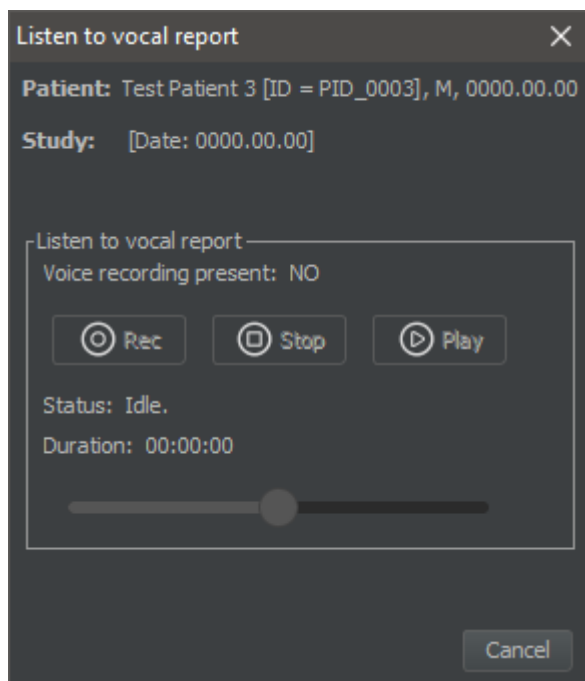 Listen to vocal report
Patient: Test Patient 3 [ID = PID_0003], M, 0000.00.00
Study: [Date: 0000.00.00]
Listen to vocal report
Voice recording present: NO
Rec Stop Play
Status: Idle.
Duration: 00:00:00
Cancel